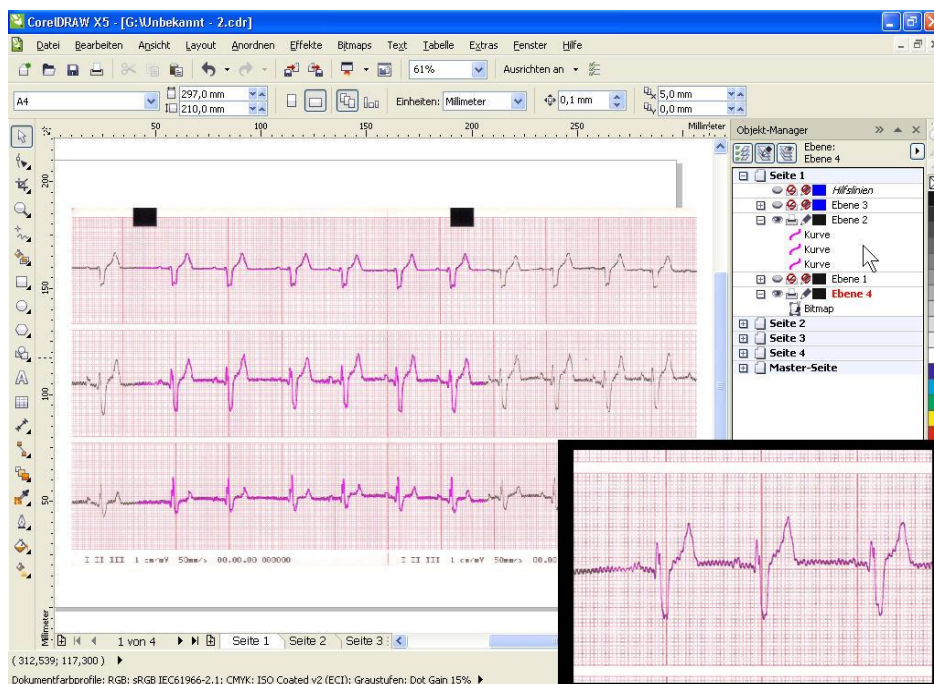 CorelDRAW X5 - [G:\Unbekannt - 2.cdr]
Datei Bearbeiten Ansicht Layout Anordnen Effekte Bitmaps Text Tabelle Extras Fenster Hilfe
61% Ausrichten an
A4 297,0 mm 210,0 mm Einheiten: Millimeter 0,1 mm 5,0 mm 0,0 mm
50 100 150 200 250 Millimeter
200
150
100
50
Millimeter
Objekt-Manager
Ebene:
Ebene 4
Seite 1
Hilfslinien
Ebene 3
Ebene 2
Kurve
Kurve
Kurve
Ebene 1
Ebene 4
Bitmap
Seite 2
Seite 3
Seite 4
Master-Seite
I II III 1 cm/mV 50mm/s 00.00.00 000000 I II III 1 cm/mV 50mm/s 00.00
1 von 4 Seite 1 Seite 2 Seite 3
( 312,539; 117,300 )
Dokumentfarbprofile: RGB: sRGB IEC61966-2.1; CMYK: ISO Coated v2 (ECI); Graustufen: Dot Gain 15%